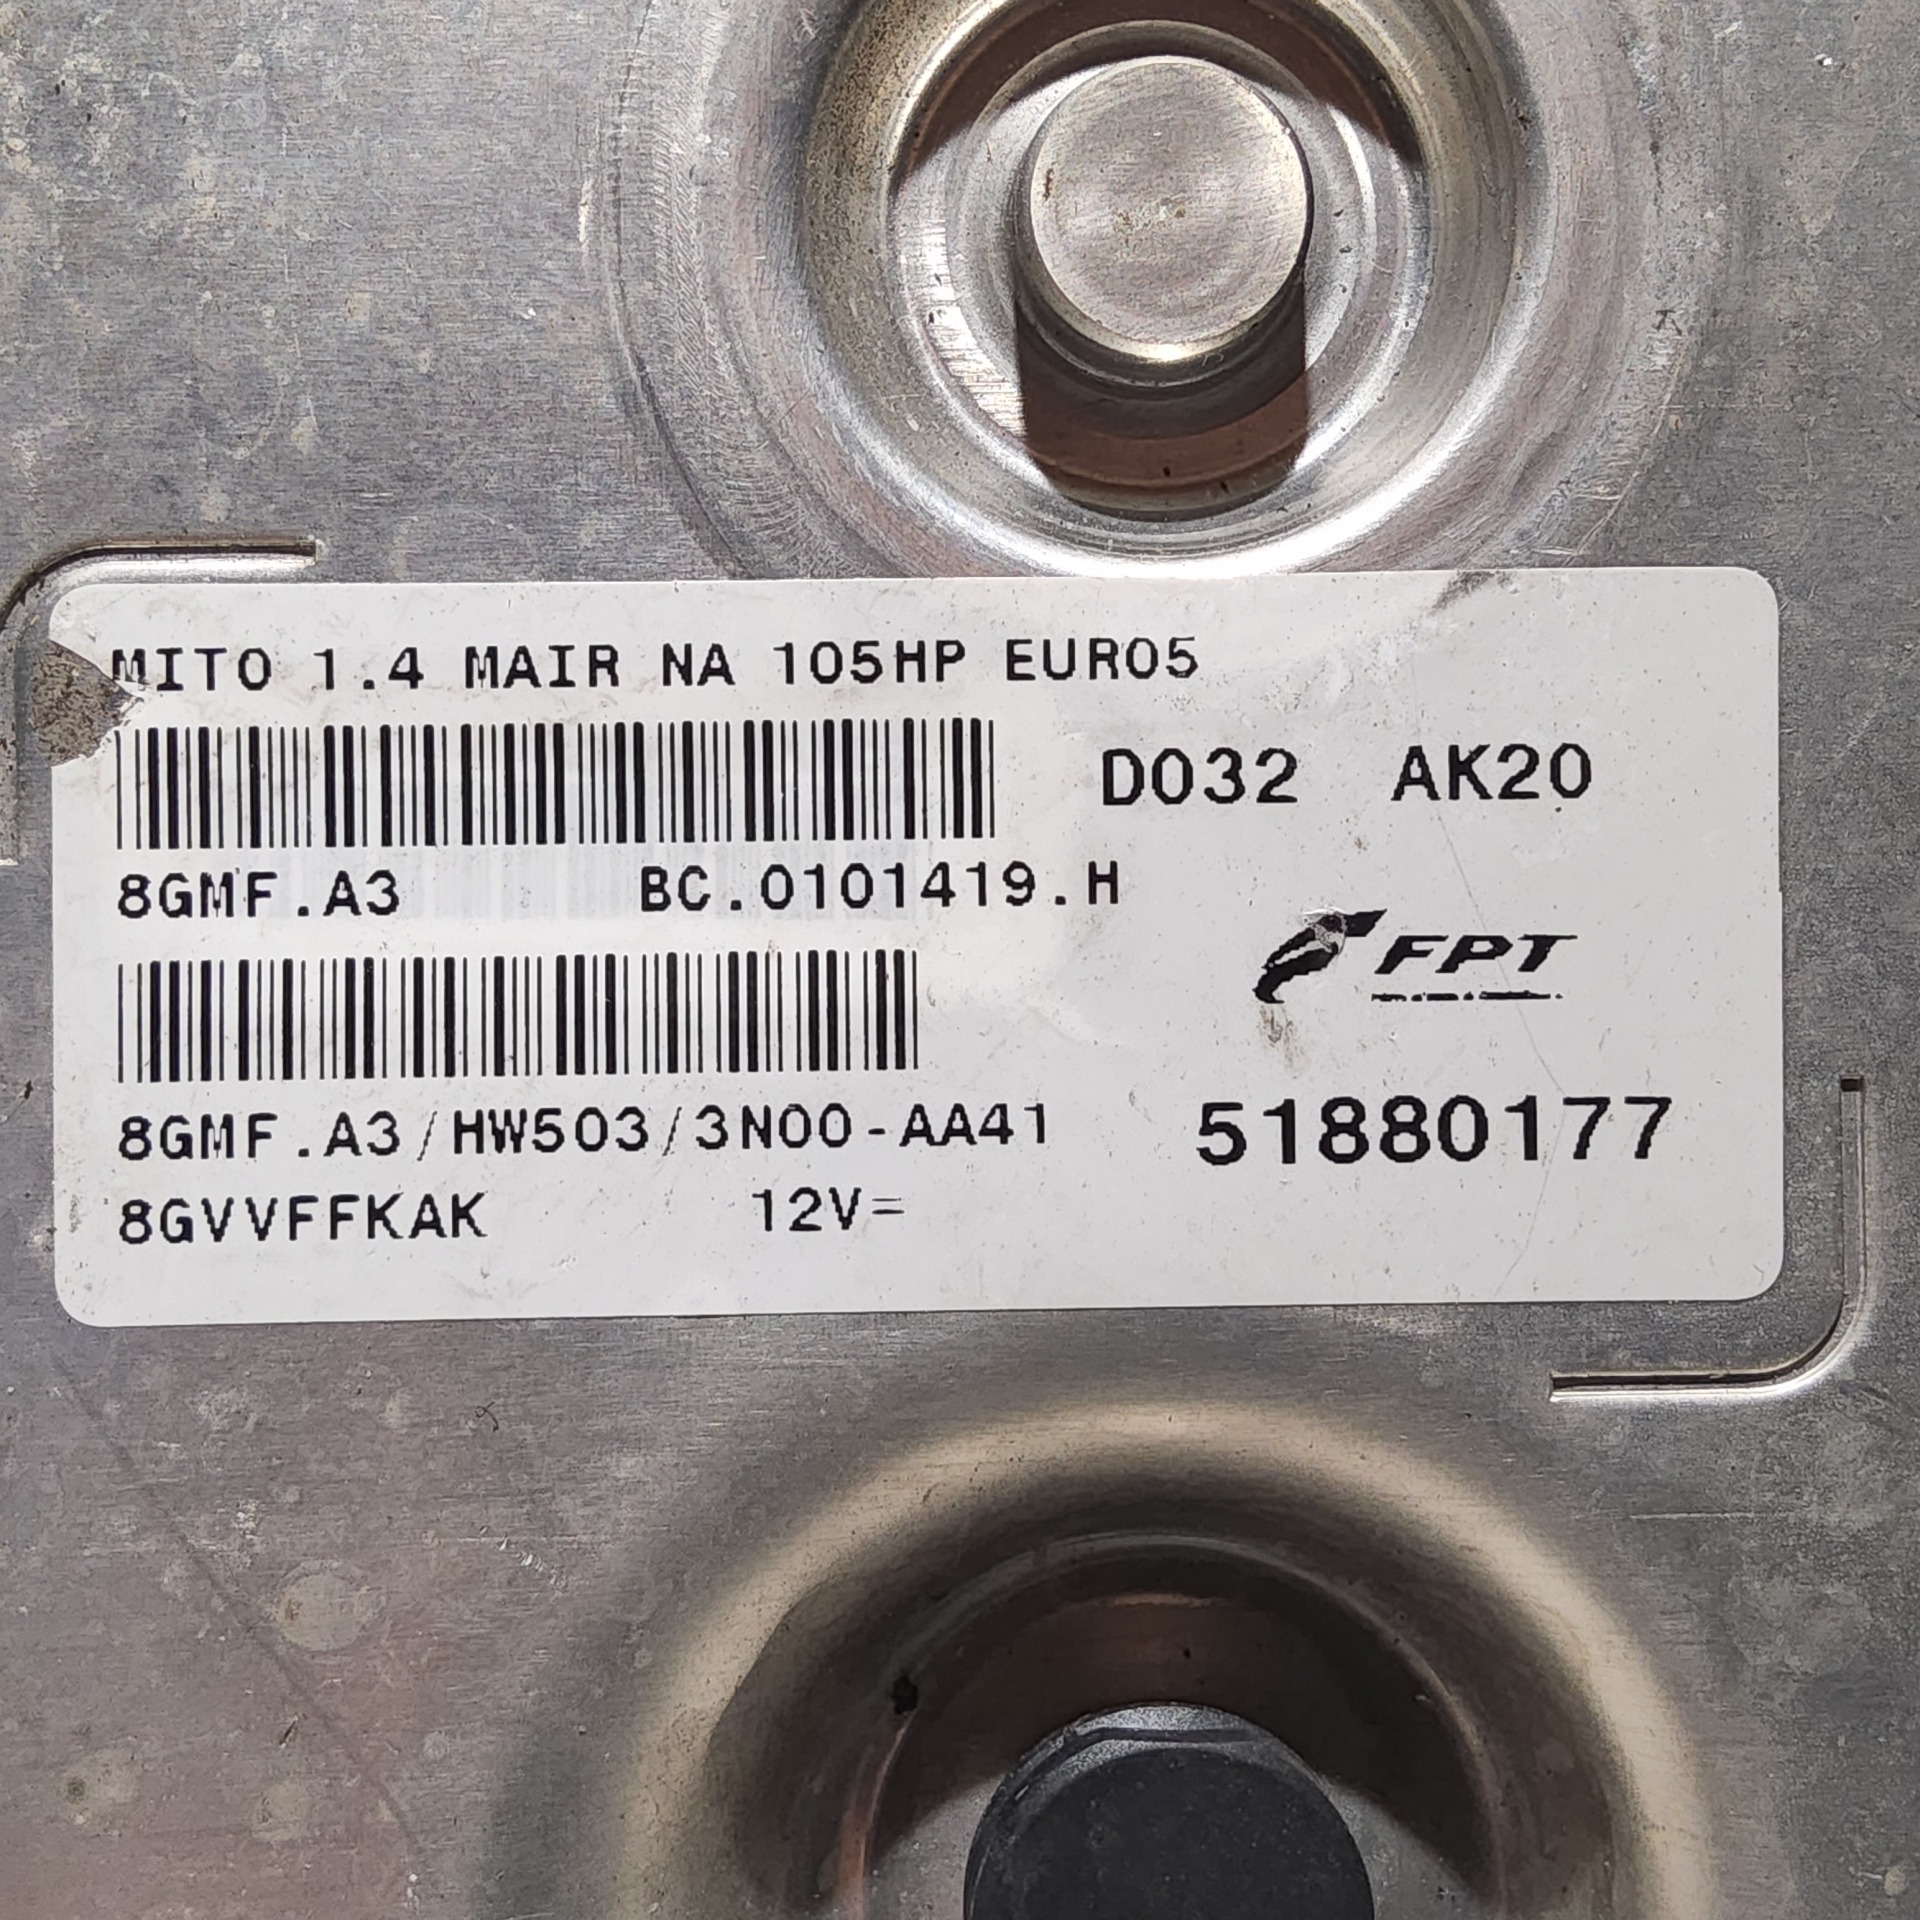 MITO 1.4 MAIR NA 105HP EURO5
D032 AK20
8GMF.A3 BC.0101419.H
FPT
8GMF.A3/HW503/3N00-AA41
51880177
8GVVFFKAK 12V=